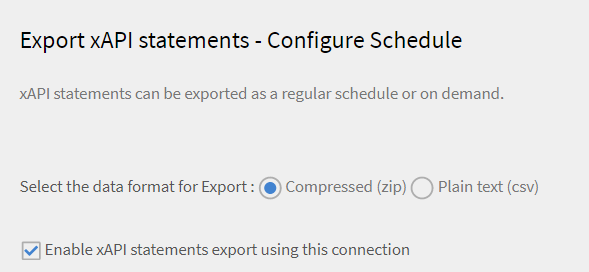 Export xAPI statements - Configure Schedule
xAPI statements can be exported as a regular schedule or on demand.
Select the data format for Export : Compressed (zip) Plain text (csv)
Enable xAPI statements export using this connection